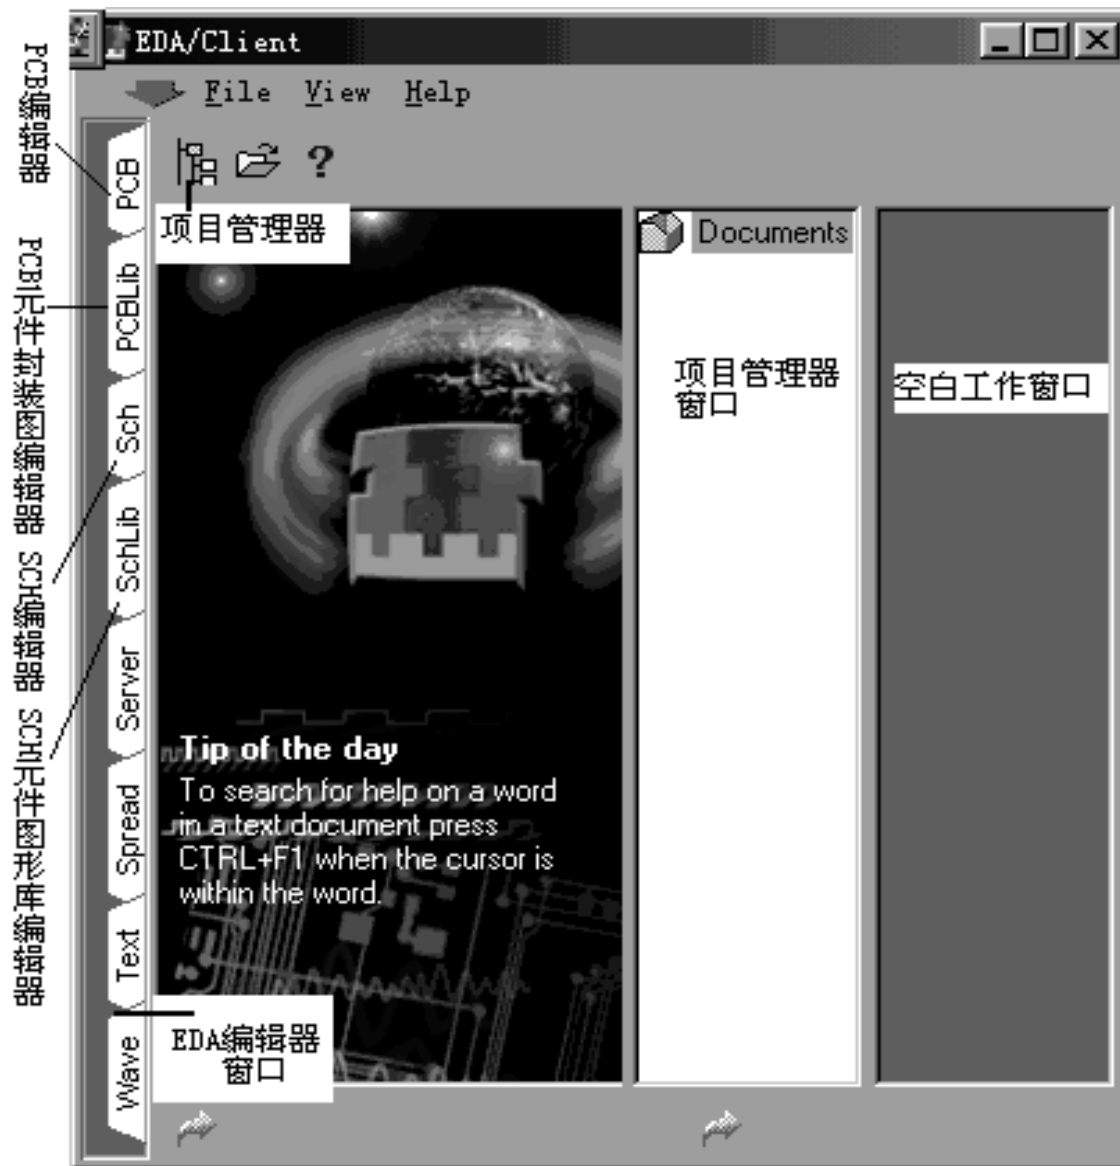 EDA/Client
File View Help
PCB编辑器
PCB元件封装图编辑器
SCH编辑器
SCH元件图形库编辑器
PCB
PCBLib
Sch
SchLib
Server
Spread
Text
Wave
?
项目管理器
Documents
项目管理器
窗口
空白工作窗口
Tip of the day
To search for help on a word
in a text document press
CTRL+F1 when the cursor is
within the word.
EDA编辑器
窗口